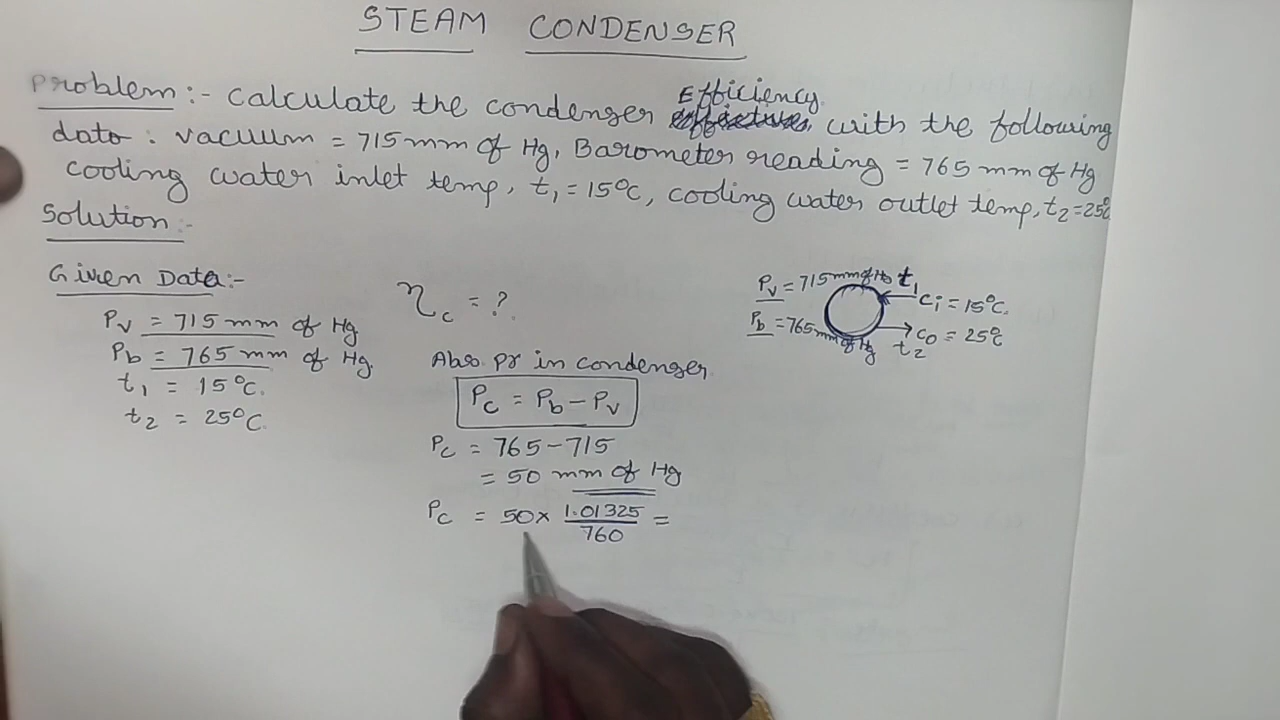 STEAM CONDENSER
Problem:- Calculate the condenser Efficiency with the following
data: vacuum = 715 mm of Hg, Barometer reading = 765 mm of Hg
cooling water inlet temp, t₁ = 15°C, cooling water outlet temp, t₂ = 25°C
Solution:-
Given Data:-
Pv = 715 mm of Hg
Pb = 765 mm of Hg.
t₁ = 15°C.
t₂ = 25°C.
ηc = ?
Abs. pr in condenser
Pc = Pb - Pv
Pc = 765 - 715
= 50 mm of Hg
Pc = 50 × 1.01325/760 =
Pv = 715 mm of Hg t₁
Ci = 15°C.
Pb = 765 mm of Hg
Co = 25°C
t₂